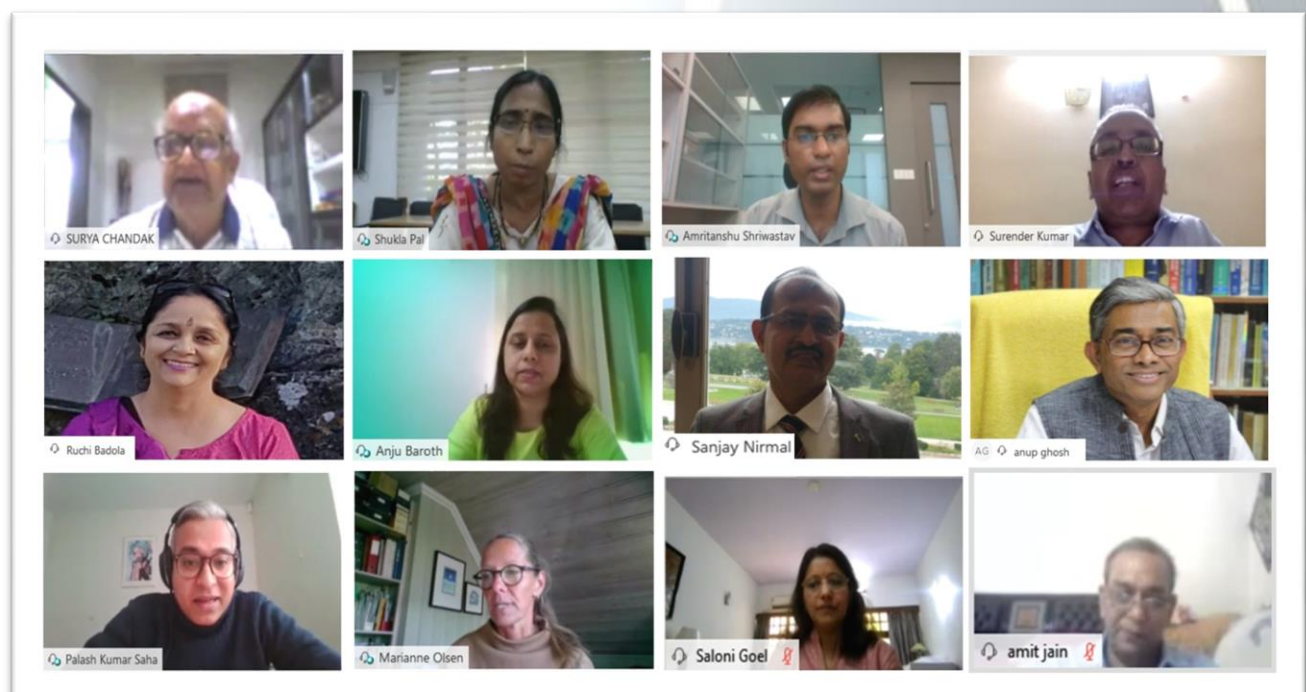 SURYA CHANDAK
Shukla Pal
Amritanshu Shriwastav
Surender Kumar
Ruchi Badola
Anju Baroth
Sanjay Nirmal
AG anup ghosh
Palash Kumar Saha
Marianne Olsen
Saloni Goel
amit jain